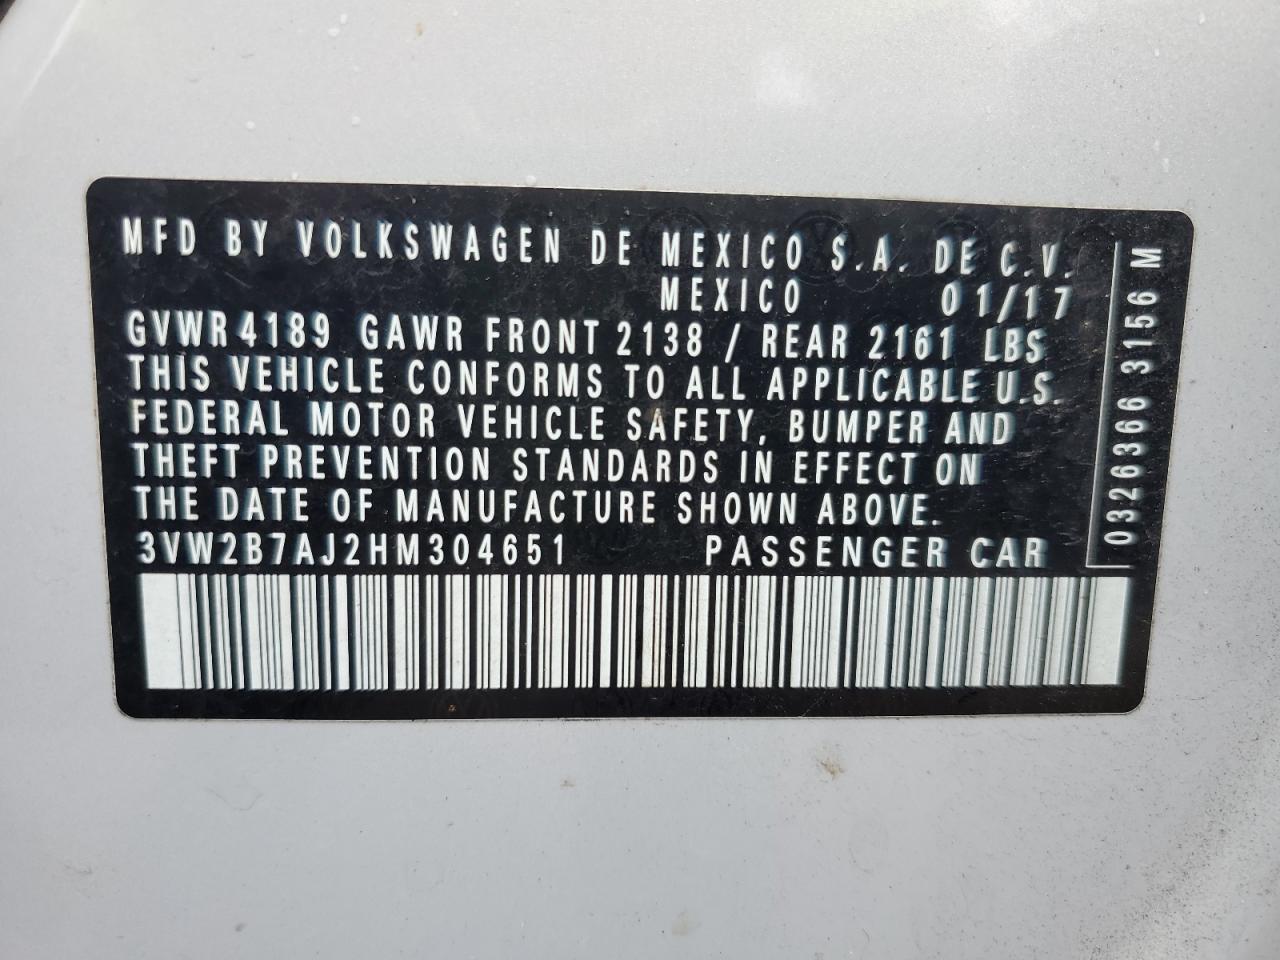 MFD BY VOLKSWAGEN DE MEXICO S.A. DE C.V.
MEXICO 01/17
GVWR 4189 GAWR FRONT 2138 / REAR 2161 LBS
THIS VEHICLE CONFORMS TO ALL APPLICABLE U.S.
FEDERAL MOTOR VEHICLE SAFETY, BUMPER AND
THEFT PREVENTION STANDARDS IN EFFECT ON
THE DATE OF MANUFACTURE SHOWN ABOVE.
3VW2B7AJ2HM304651 PASSENGER CAR
0326366 3156 M